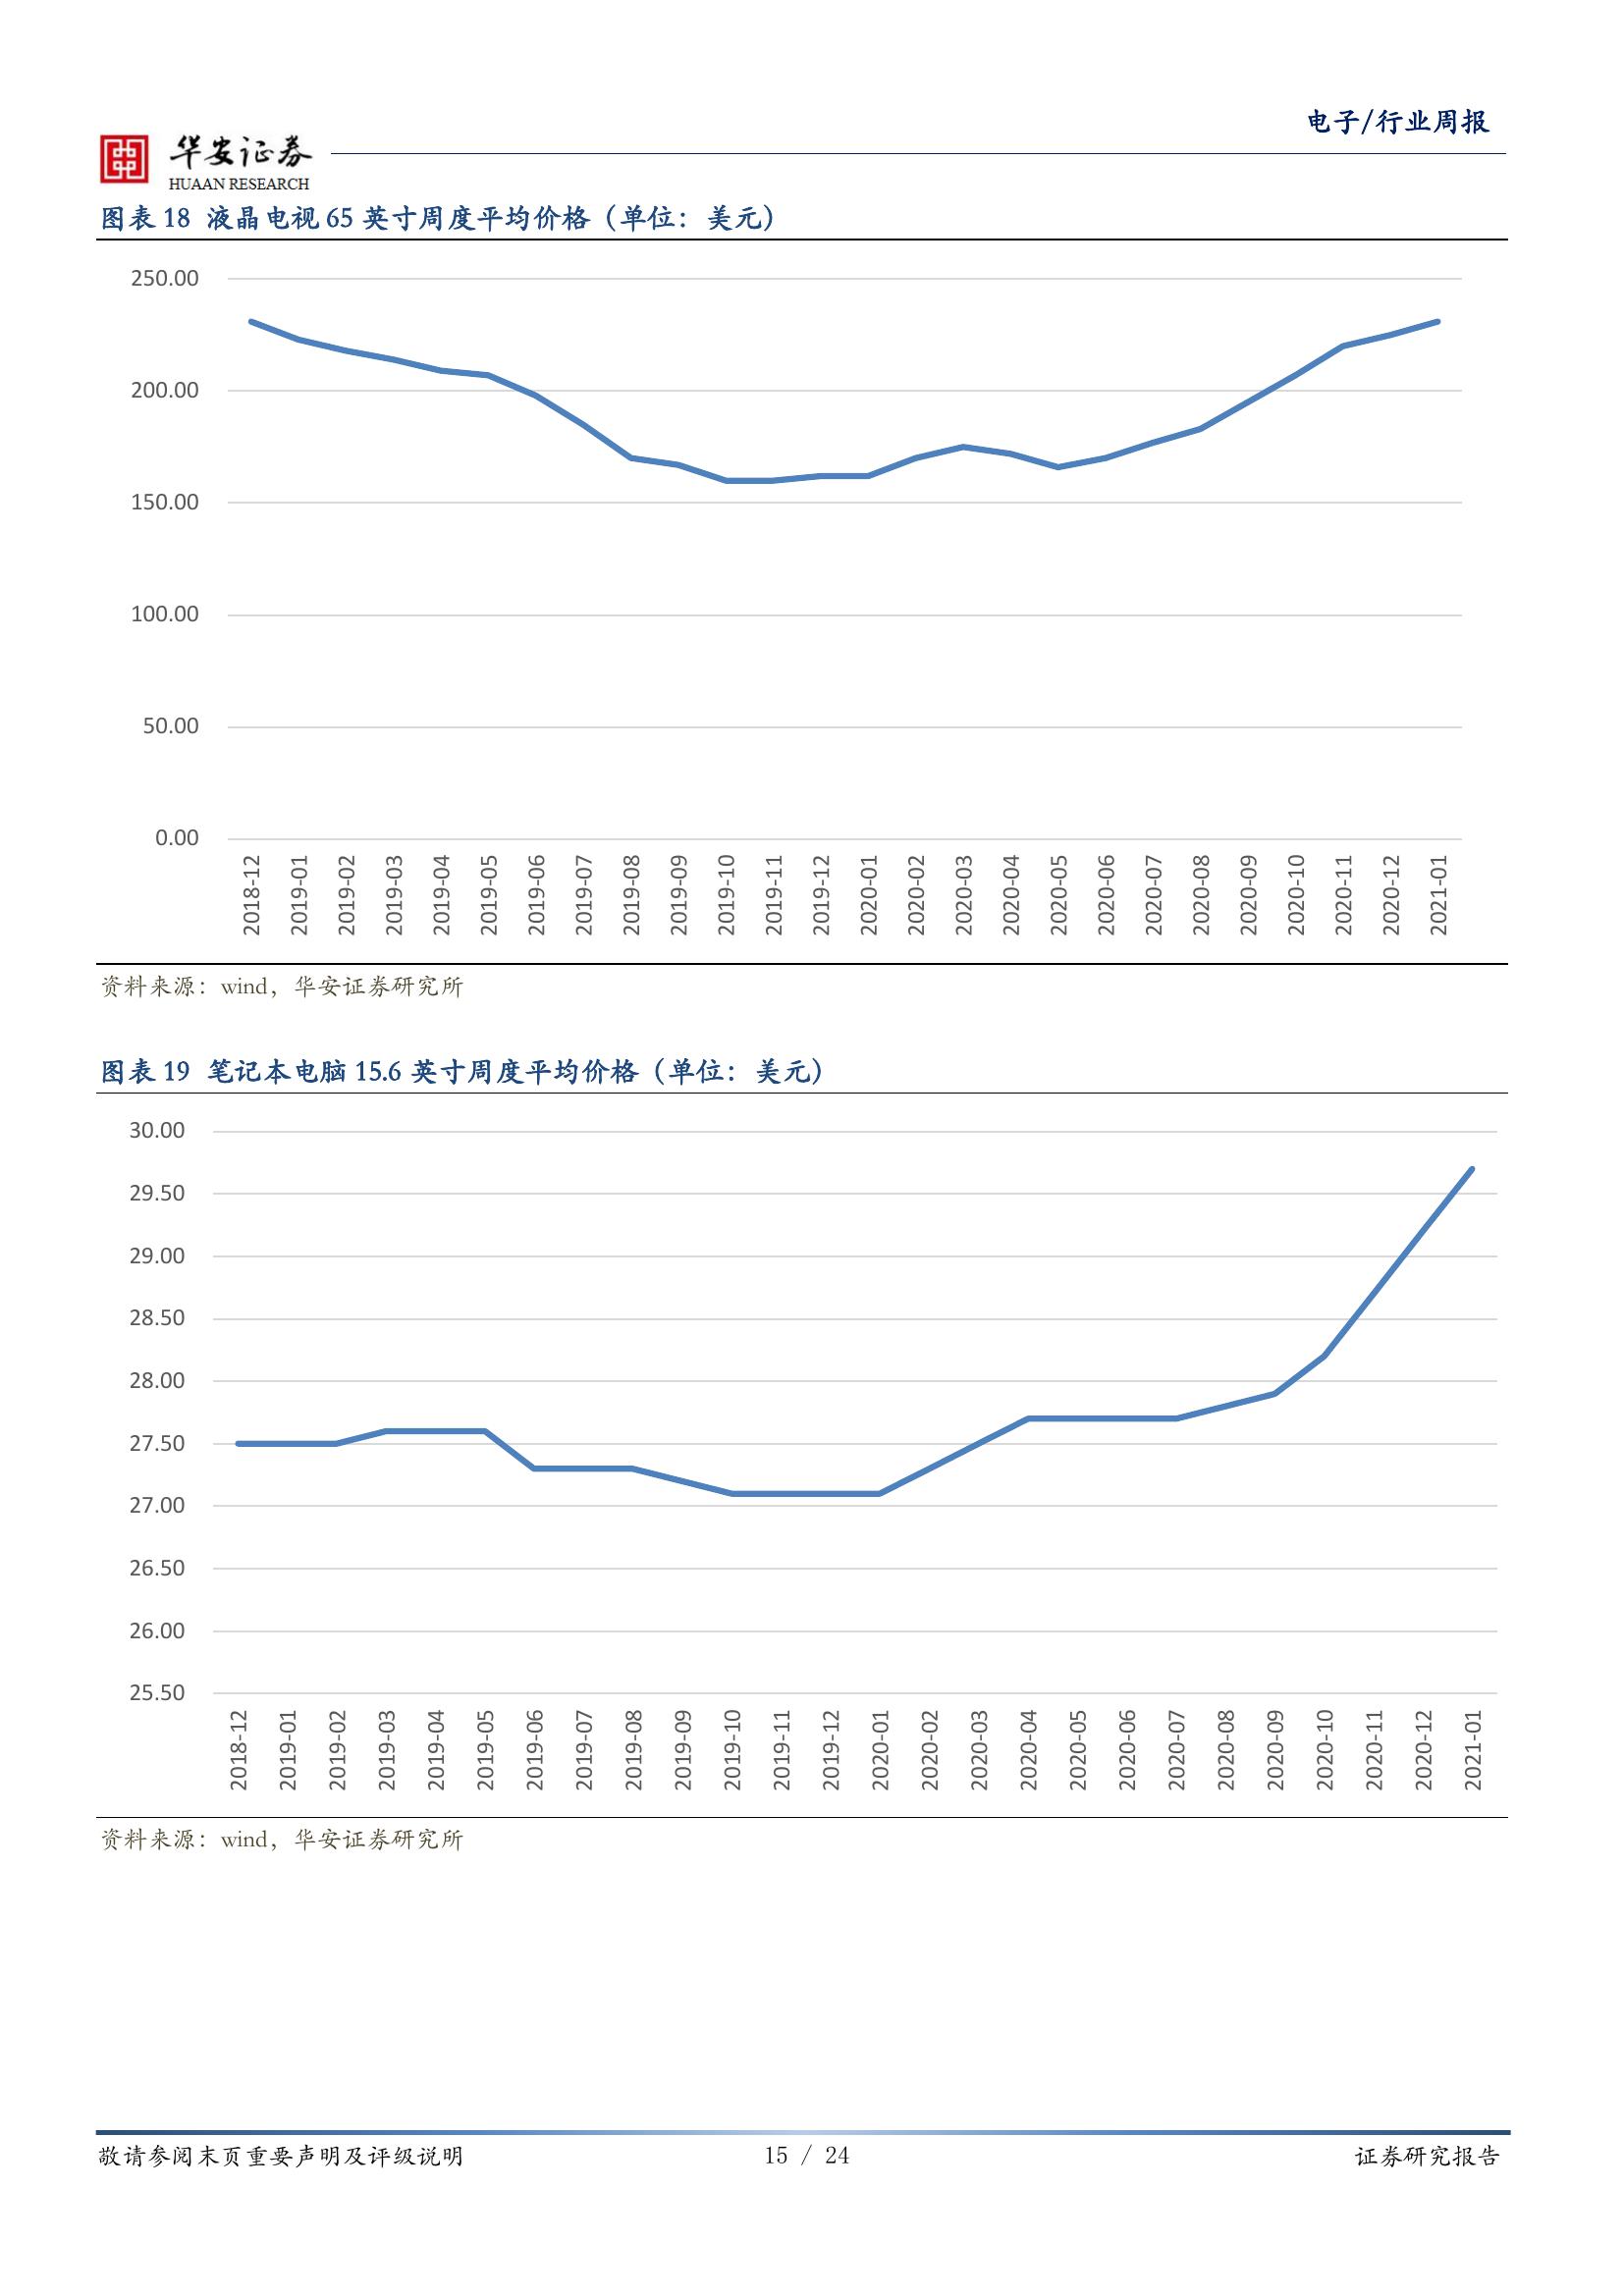 电子/行业周报
华安证券
HUAAN RESEARCH
图表 18 液晶电视 65 英寸周度平均价格（单位：美元）
250.00
200.00
150.00
100.00
50.00
0.00
2018-12 2019-01 2019-02 2019-03 2019-04 2019-05 2019-06 2019-07 2019-08 2019-09 2019-10 2019-11 2019-12 2020-01 2020-02 2020-03 2020-04 2020-05 2020-06 2020-07 2020-08 2020-09 2020-10 2020-11 2020-12 2021-01
资料来源：wind，华安证券研究所
图表 19 笔记本电脑 15.6 英寸周度平均价格（单位：美元）
30.00
29.50
29.00
28.50
28.00
27.50
27.00
26.50
26.00
25.50
2018-12 2019-01 2019-02 2019-03 2019-04 2019-05 2019-06 2019-07 2019-08 2019-09 2019-10 2019-11 2019-12 2020-01 2020-02 2020-03 2020-04 2020-05 2020-06 2020-07 2020-08 2020-09 2020-10 2020-11 2020-12 2021-01
资料来源：wind，华安证券研究所
敬请参阅末页重要声明及评级说明 15 / 24 证券研究报告